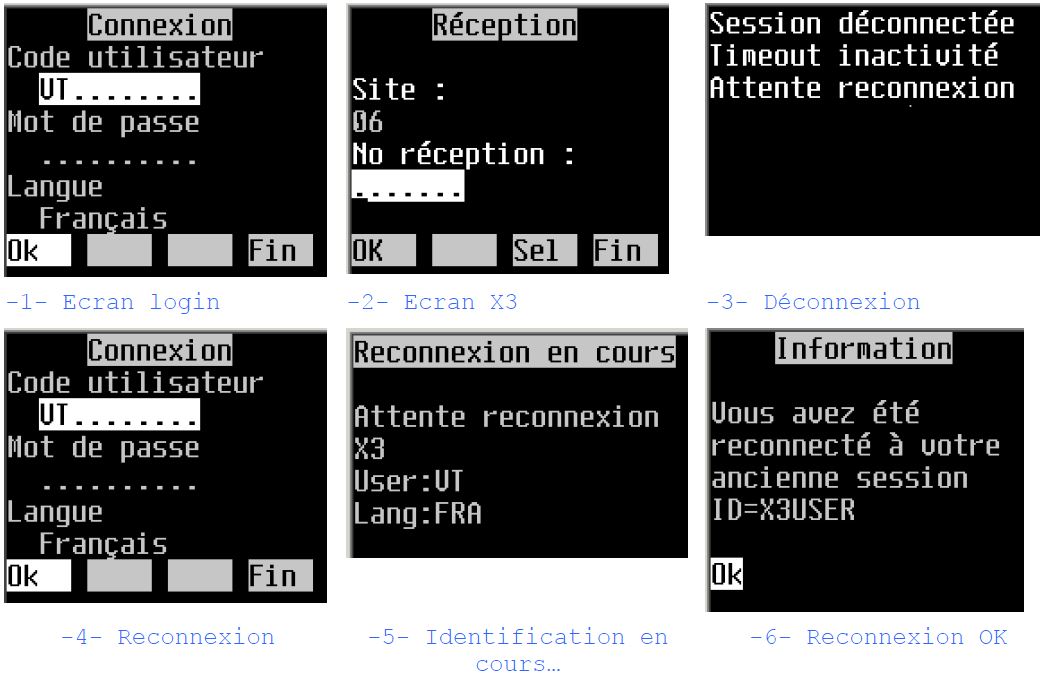 Connexion
Code utilisateur
VT........
Mot de passe
..........
Langue
Français
Ok Fin
-1- Ecran login
Réception
Site :
06
No réception :
.......
OK Sel Fin
-2- Ecran X3
Session déconnectée
Timeout inactivité
Attente reconnexion
-3- Déconnexion
Connexion
Code utilisateur
VT........
Mot de passe
..........
Langue
Français
Ok Fin
-4- Reconnexion
Reconnexion en cours
Attente reconnexion
X3
User:VT
Lang:FRA
-5- Identification en
cours…
Information
Vous avez été
reconnecté à votre
ancienne session
ID=X3USER
Ok
-6- Reconnexion OK